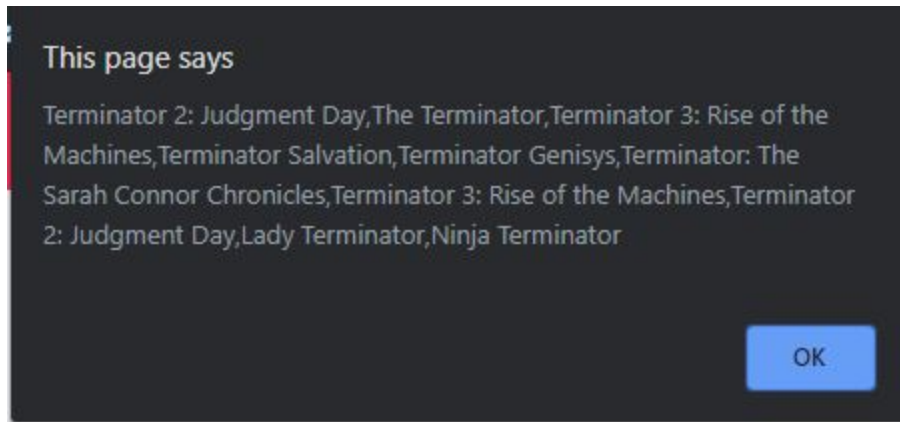 This page says
Terminator 2: Judgment Day,The Terminator,Terminator 3: Rise of the
Machines,Terminator Salvation,Terminator Genisys,Terminator: The
Sarah Connor Chronicles,Terminator 3: Rise of the Machines,Terminator
2: Judgment Day,Lady Terminator,Ninja Terminator
OK